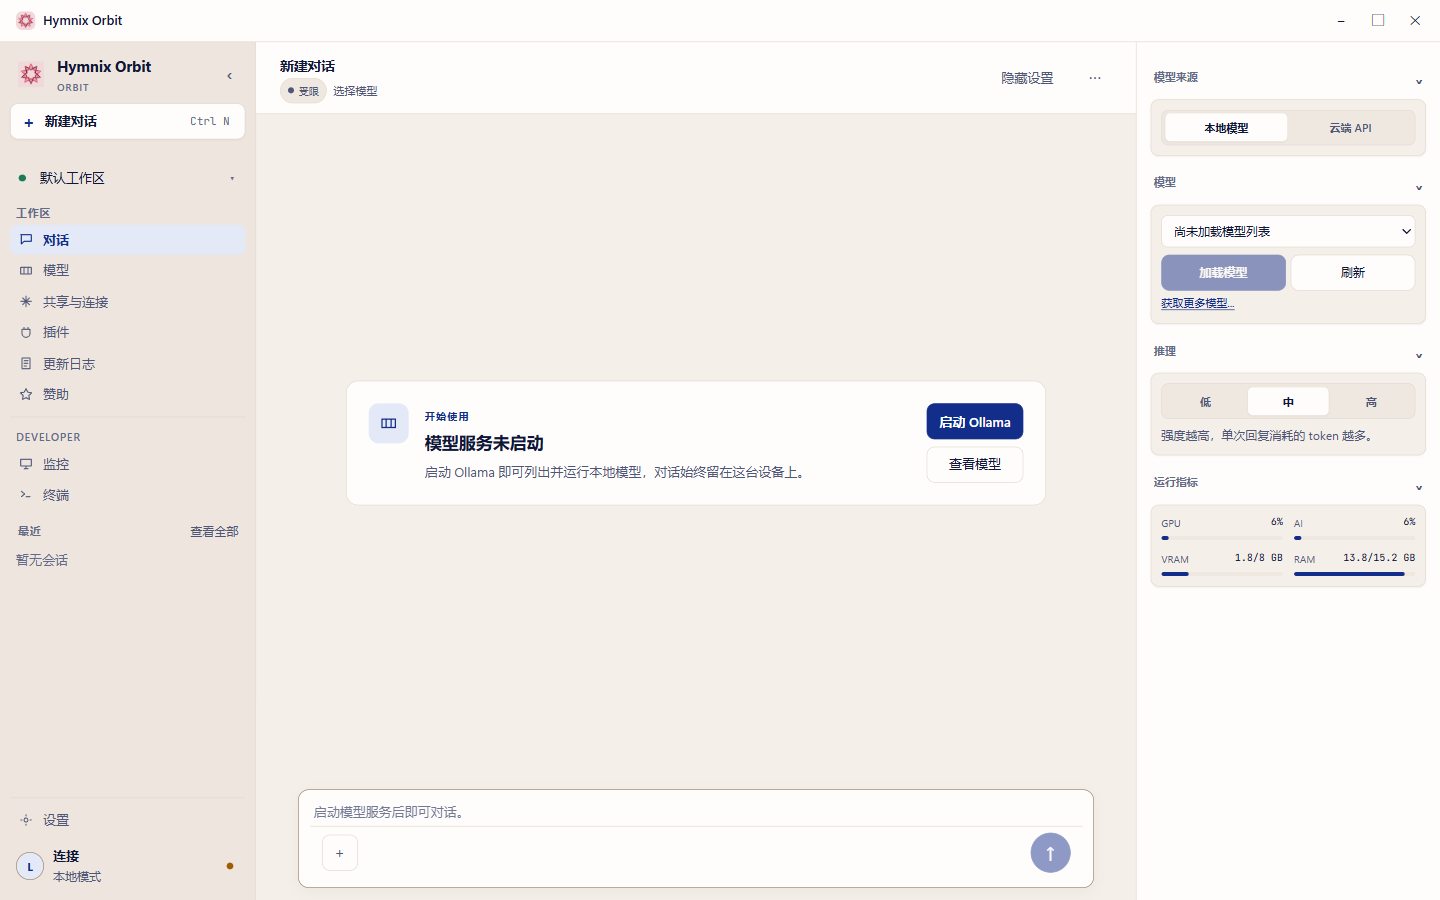 Hymnix Orbit
Hymnix Orbit
ORBIT
+ 新建对话 Ctrl N
默认工作区
工作区
对话
模型
共享与连接
插件
更新日志
赞助
DEVELOPER
监控
终端
最近 查看全部
暂无会话
设置
L
连接
本地模式
新建对话
受限 选择模型
隐藏设置 ...
开始使用
模型服务未启动
启动 Ollama 即可列出并运行本地模型，对话始终留在这台设备上。
启动 Ollama
查看模型
启动模型服务后即可对话。
+
↑
模型来源
本地模型 云端 API
模型
尚未加载模型列表
加载模型 刷新
获取更多模型...
推理
低 中 高
强度越高，单次回复消耗的 token 越多。
运行指标
GPU 6% AI 6%
VRAM 1.8/8 GB RAM 13.8/15.2 GB